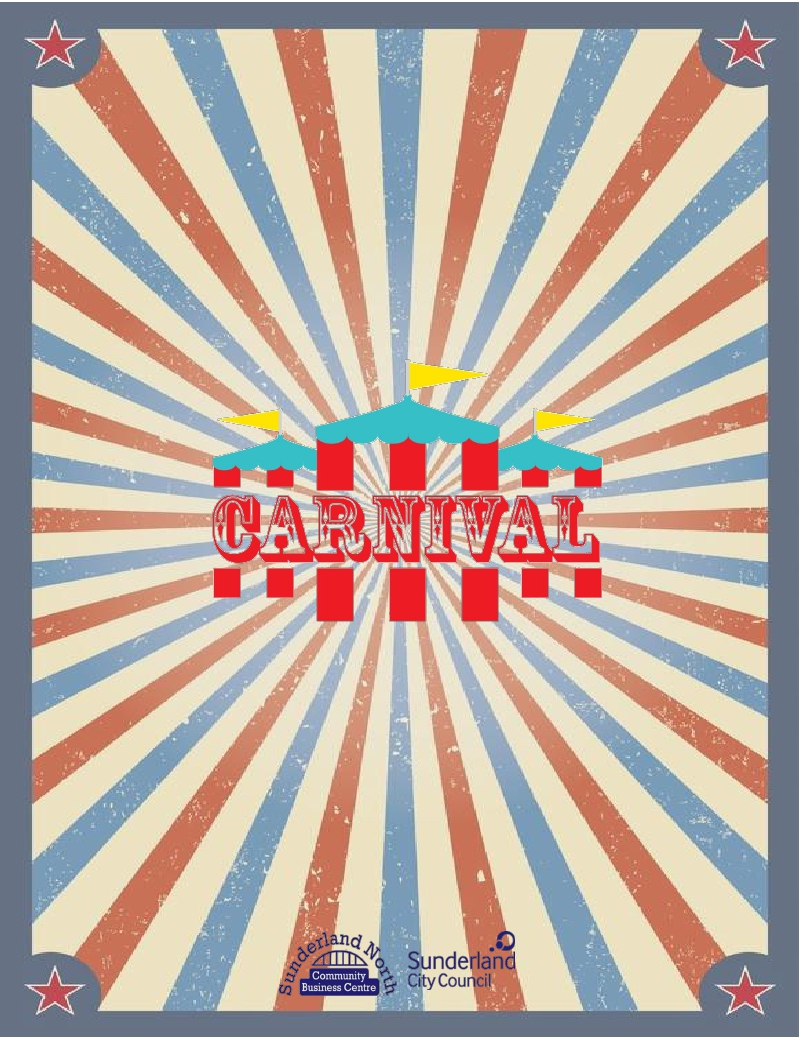 CARNIVAL
Sunderland North
Community
Business Centre
Sunderland
City Council